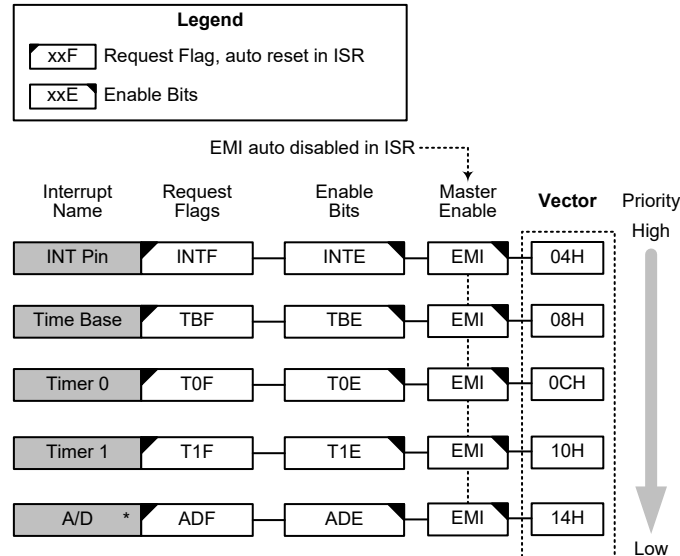 Legend
xxF Request Flag, auto reset in ISR
xxE Enable Bits
EMI auto disabled in ISR
Interrupt Name Request Flags Enable Bits Master Enable Vector Priority
High
INT Pin INTF INTE EMI 04H
Time Base TBF TBE EMI 08H
Timer 0 T0F T0E EMI 0CH
Timer 1 T1F T1E EMI 10H
A/D * ADF ADE EMI 14H
Low